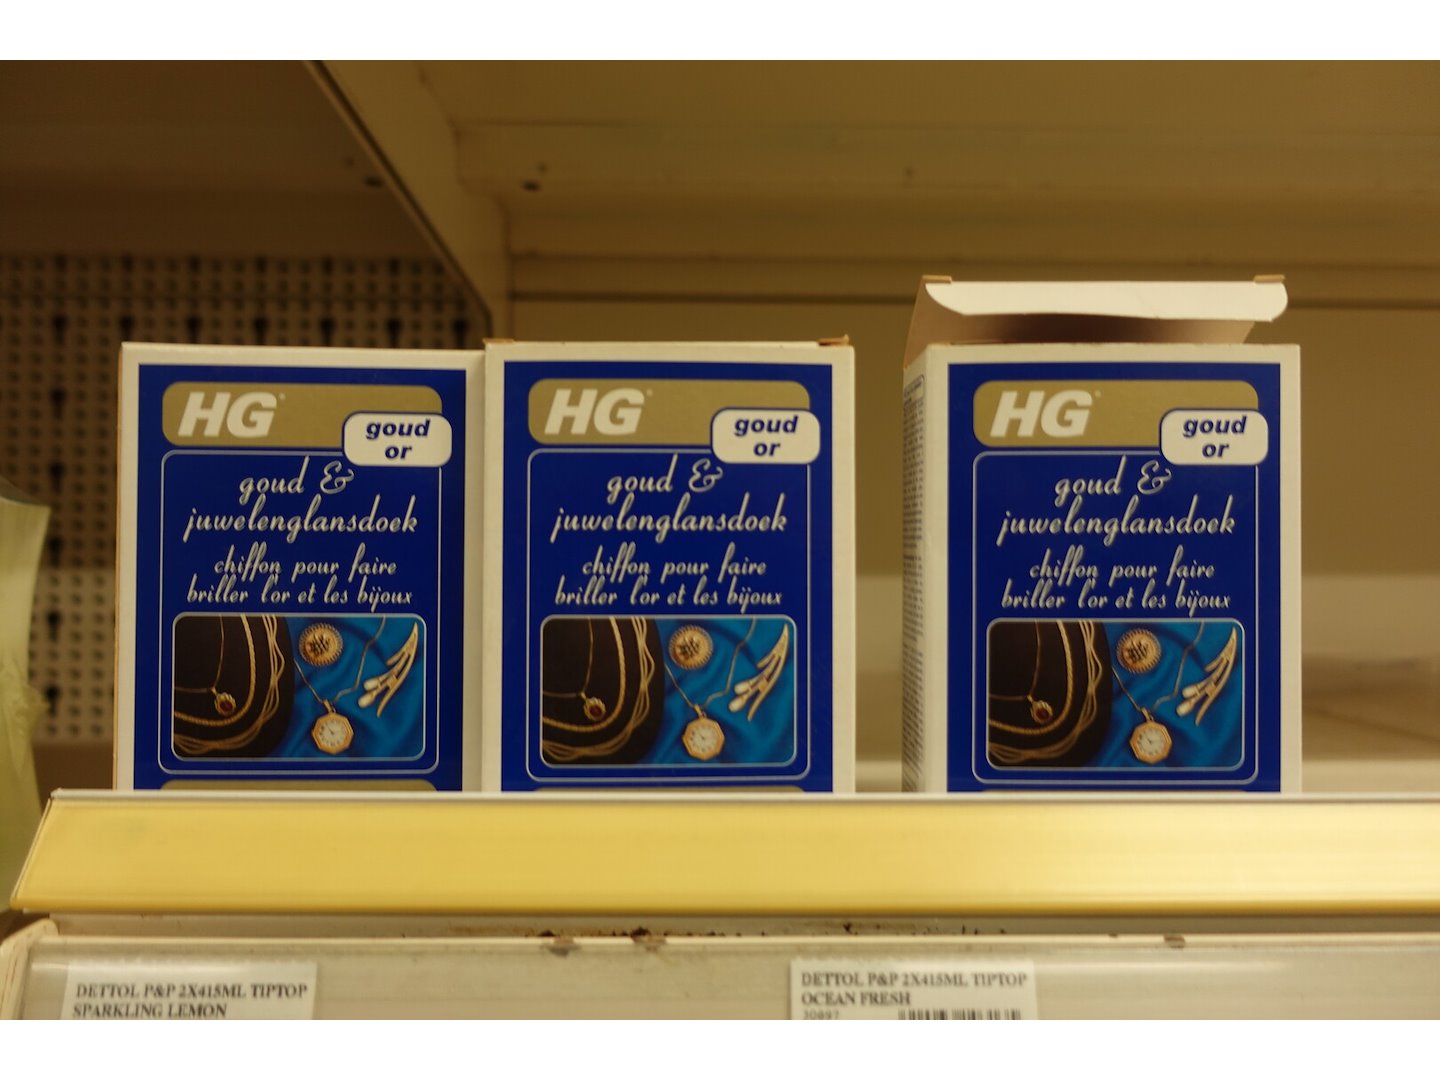 HG
goud
or
goud &
juwelenglansdoek
chiffon pour faire
briller l'or et les bijoux
HG
goud
or
goud &
juwelenglansdoek
chiffon pour faire
briller l'or et les bijoux
HG
goud
or
goud &
juwelenglansdoek
chiffon pour faire
briller l'or et les bijoux
DETTOL P&P 2X415ML TIPTOP
SPARKLING LEMON
DETTOL P&P 2X415ML TIPTOP
OCEAN FRESH